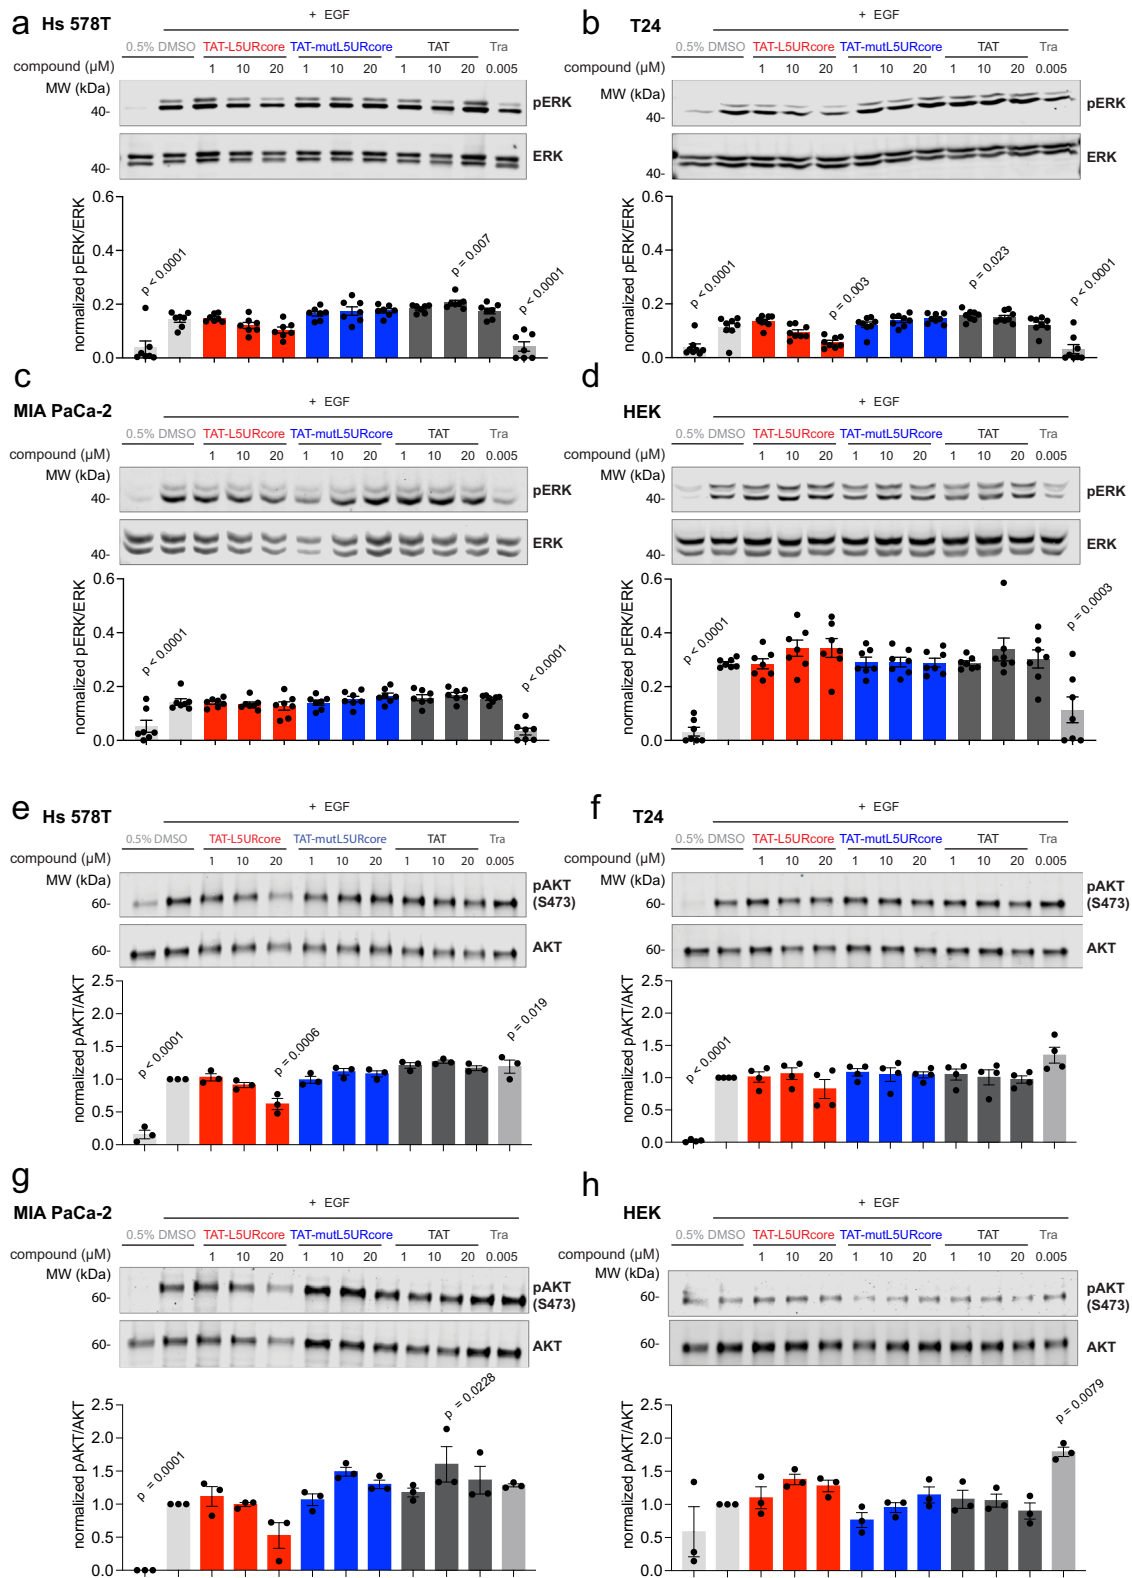 a Hs 578T
+ EGF
0.5% DMSO TAT-L5URcore TAT-mutL5URcore TAT Tra
compound (µM) 1 10 20 1 10 20 1 10 20 0.005
MW (kDa)
40-
pERK
40-
ERK
normalized pERK/ERK
0.6
0.4
0.2
0.0
p < 0.0001
p = 0.007
p < 0.0001
b T24
+ EGF
0.5% DMSO TAT-L5URcore TAT-mutL5URcore TAT Tra
compound (µM) 1 10 20 1 10 20 1 10 20 0.005
MW (kDa)
40-
pERK
40-
ERK
normalized pERK/ERK
0.6
0.4
0.2
0.0
p < 0.0001
p = 0.003
p = 0.023
p < 0.0001
c
MIA PaCa-2
+ EGF
0.5% DMSO TAT-L5URcore TAT-mutL5URcore TAT Tra
compound (µM) 1 10 20 1 10 20 1 10 20 0.005
MW (kDa)
40-
pERK
40-
ERK
normalized pERK/ERK
0.6
0.4
0.2
0.0
p < 0.0001
p < 0.0001
d
HEK
+ EGF
0.5% DMSO TAT-L5URcore TAT-mutL5URcore TAT Tra
compound (µM) 1 10 20 1 10 20 1 10 20 0.005
MW (kDa)
40-
pERK
40-
ERK
normalized pERK/ERK
0.6
0.4
0.2
0.0
p < 0.0001
p = 0.0003
e Hs 578T
+ EGF
0.5% DMSO TAT-L5URcore TAT-mutL5URcore TAT Tra
compound (µM) 1 10 20 1 10 20 1 10 20 0.005
MW (kDa)
60-
pAKT
(S473)
60-
AKT
normalized pAKT/AKT
2.5
2.0
1.5
1.0
0.5
0.0
p < 0.0001
p = 0.0006
p = 0.019
f T24
+ EGF
0.5% DMSO TAT-L5URcore TAT-mutL5URcore TAT Tra
compound (µM) 1 10 20 1 10 20 1 10 20 0.005
MW (kDa)
60-
pAKT
(S473)
60-
AKT
normalized pAKT/AKT
2.5
2.0
1.5
1.0
0.5
0.0
p < 0.0001
g
MIA PaCa-2
+ EGF
0.5% DMSO TAT-L5URcore TAT-mutL5URcore TAT Tra
compound (µM) 1 10 20 1 10 20 1 10 20 0.005
MW (kDa)
60-
pAKT
(S473)
60-
AKT
normalized pAKT/AKT
2.5
2.0
1.5
1.0
0.5
0.0
p = 0.0001
p = 0.0228
h
HEK
+ EGF
0.5% DMSO TAT-L5URcore TAT-mutL5URcore TAT Tra
compound (µM) 1 10 20 1 10 20 1 10 20 0.005
MW (kDa)
60-
pAKT
(S473)
60-
AKT
normalized pAKT/AKT
2.5
2.0
1.5
1.0
0.5
0.0
p = 0.0079